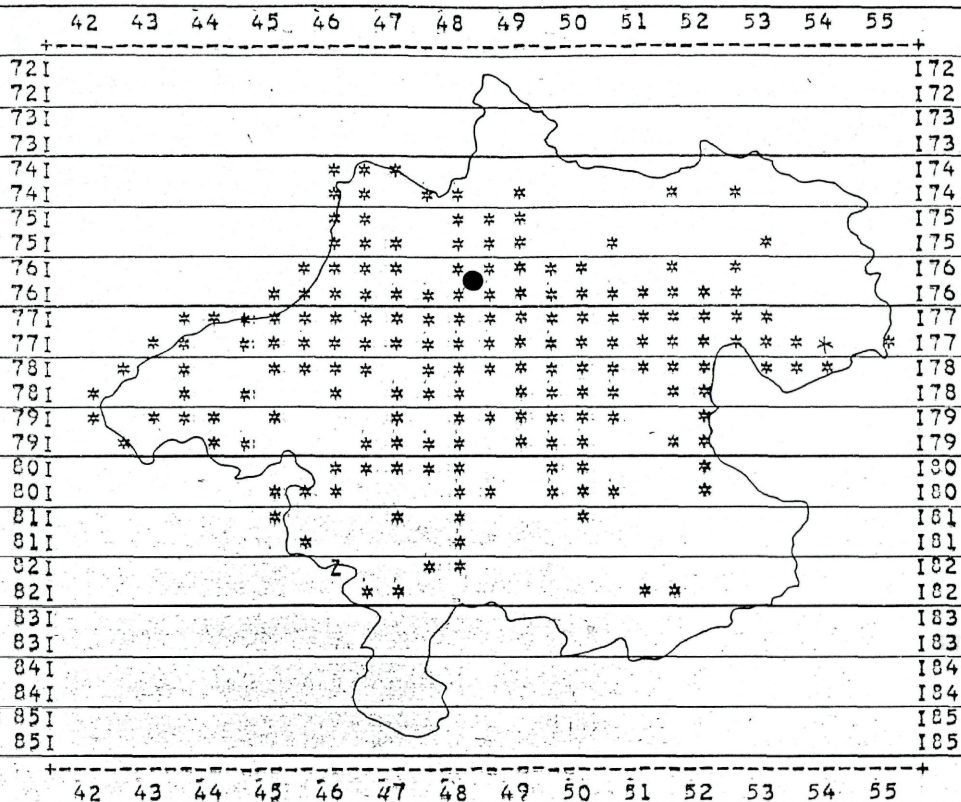 42 43 44 45 46 47 48 49 50 51 52 53 54 55
72I I72
72I I72
73I I73
73I I73
74I I74
74I I74
75I I75
75I I75
76I I76
76I I76
77I I77
77I I77
78I I78
78I I78
79I I79
79I I79
80I I80
80I I80
81I I81
81I I81
82I Z I82
82I I82
83I I83
83I I83
84I I84
84I I84
85I I85
85I I85
42 43 44 45 46 47 48 49 50 51 52 53 54 55